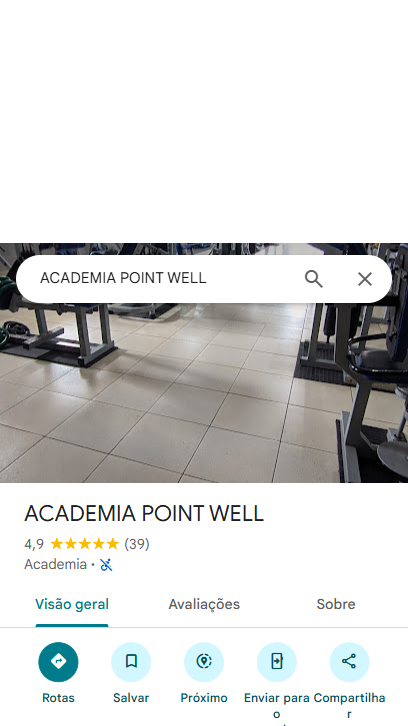 ACADEMIA POINT WELL
ACADEMIA POINT WELL
4,9 (39)
Academia ·
Visão geral Avaliações Sobre
Rotas Salvar Próximo Enviar para o Compartilhar